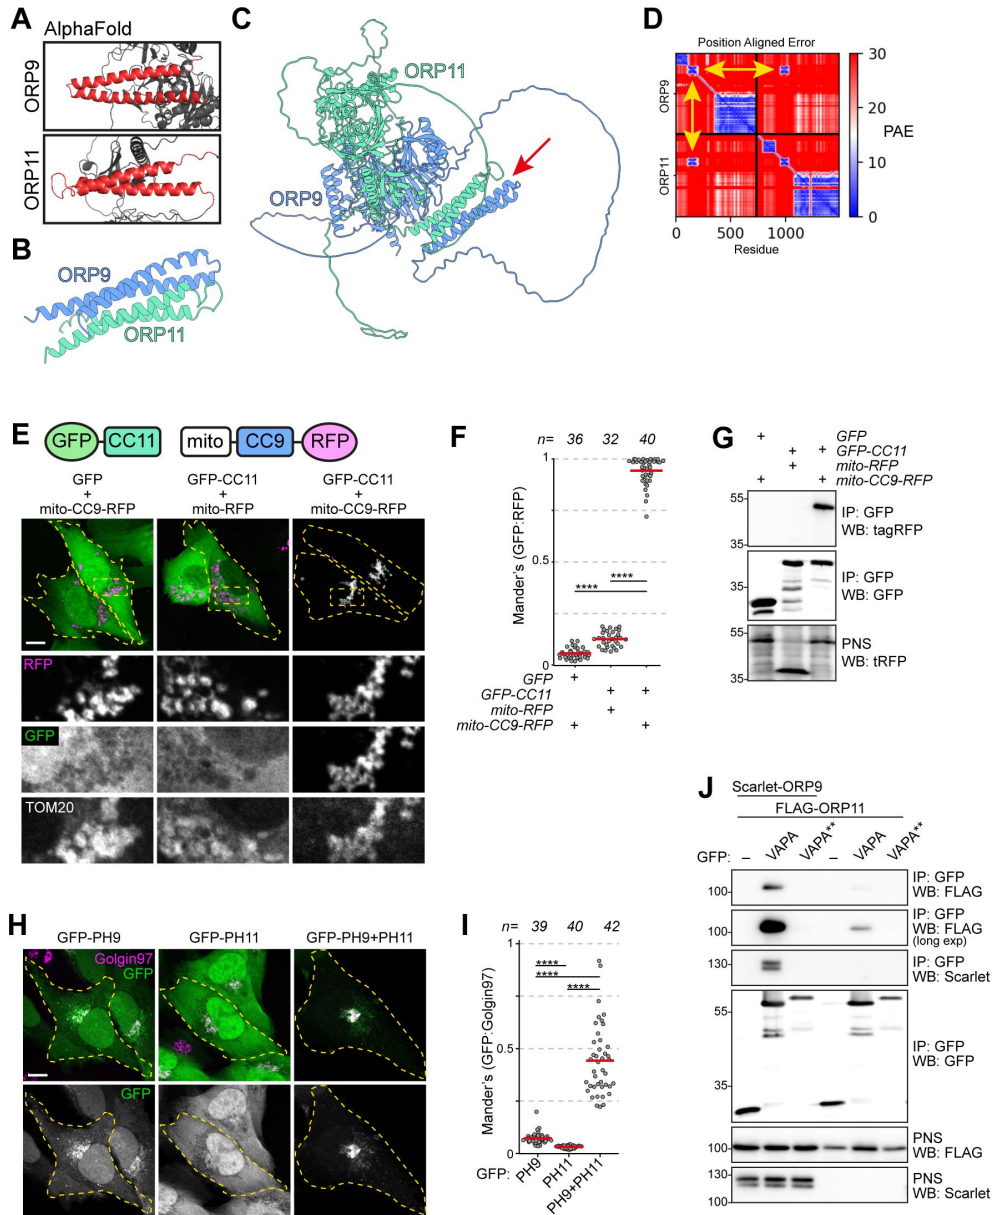 A
AlphaFold
ORP9
ORP11
B
ORP9
ORP11
C
ORP11
ORP9
D
Position Aligned Error
ORP9
ORP11
0 500 1000
Residue
30
20
10
0
PAE
E
GFP CC11 mito CC9 RFP
GFP
+
mito-CC9-RFP
GFP-CC11
+
mito-RFP
GFP-CC11
+
mito-CC9-RFP
RFP
GFP
TOM20
F
n= 36 32 40
Mander's (GFP:RFP)
1
0.5
0
**** ****
GFP +
GFP-CC11 + +
mito-RFP +
mito-CC9-RFP + +
G
+ GFP
+ + GFP-CC11
+ mito-RFP
+ + mito-CC9-RFP
55
35
IP: GFP
WB: tagRFP
35
IP: GFP
WB: GFP
55
35
PNS
WB: tRFP
H
GFP-PH9 GFP-PH11 GFP-PH9+PH11
Golgin97
GFP
GFP
I
n= 39 40 42
Mander's (GFP:Golgin97)
1
0.5
0
****
****
****
GFP: PH9 PH11 PH9+PH11
J
Scarlet-ORP9
FLAG-ORP11
GFP: – VAPA VAPA** – VAPA VAPA**
100
IP: GFP
WB: FLAG
100
IP: GFP
WB: FLAG
(long exp)
130
IP: GFP
WB: Scarlet
55
35
IP: GFP
WB: GFP
100
PNS
WB: FLAG
130
100
PNS
WB: Scarlet